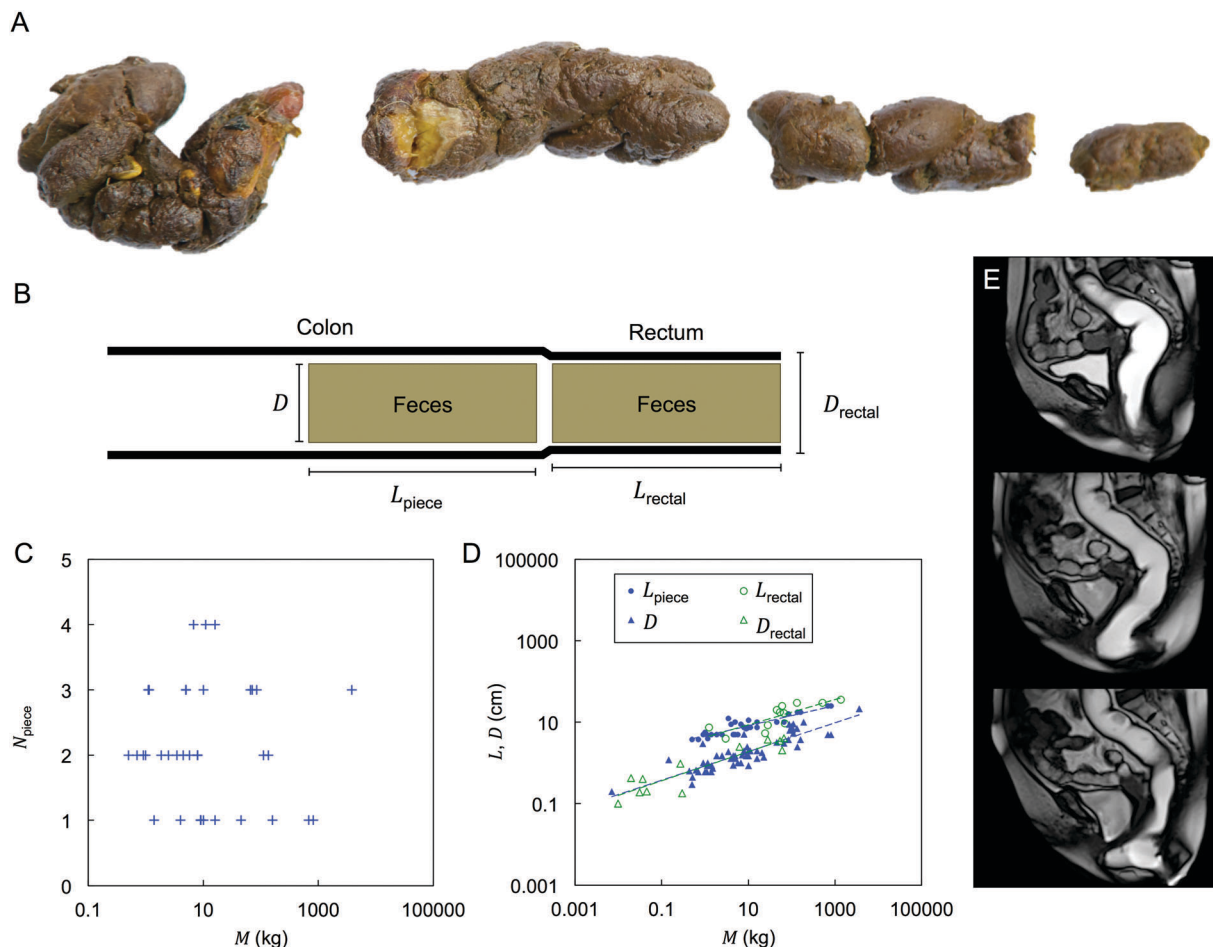 A
B
E
Colon
Rectum
D
Feces
Feces
D_rectal
L_piece
L_rectal
C
D
5
4
3
2
1
0
N_piece
0.1
10
1000
100000
M (kg)
100000
1000
10
0.1
0.001
L, D (cm)
L_piece
L_rectal
D
D_rectal
0.001
0.1
10
1000
100000
M (kg)